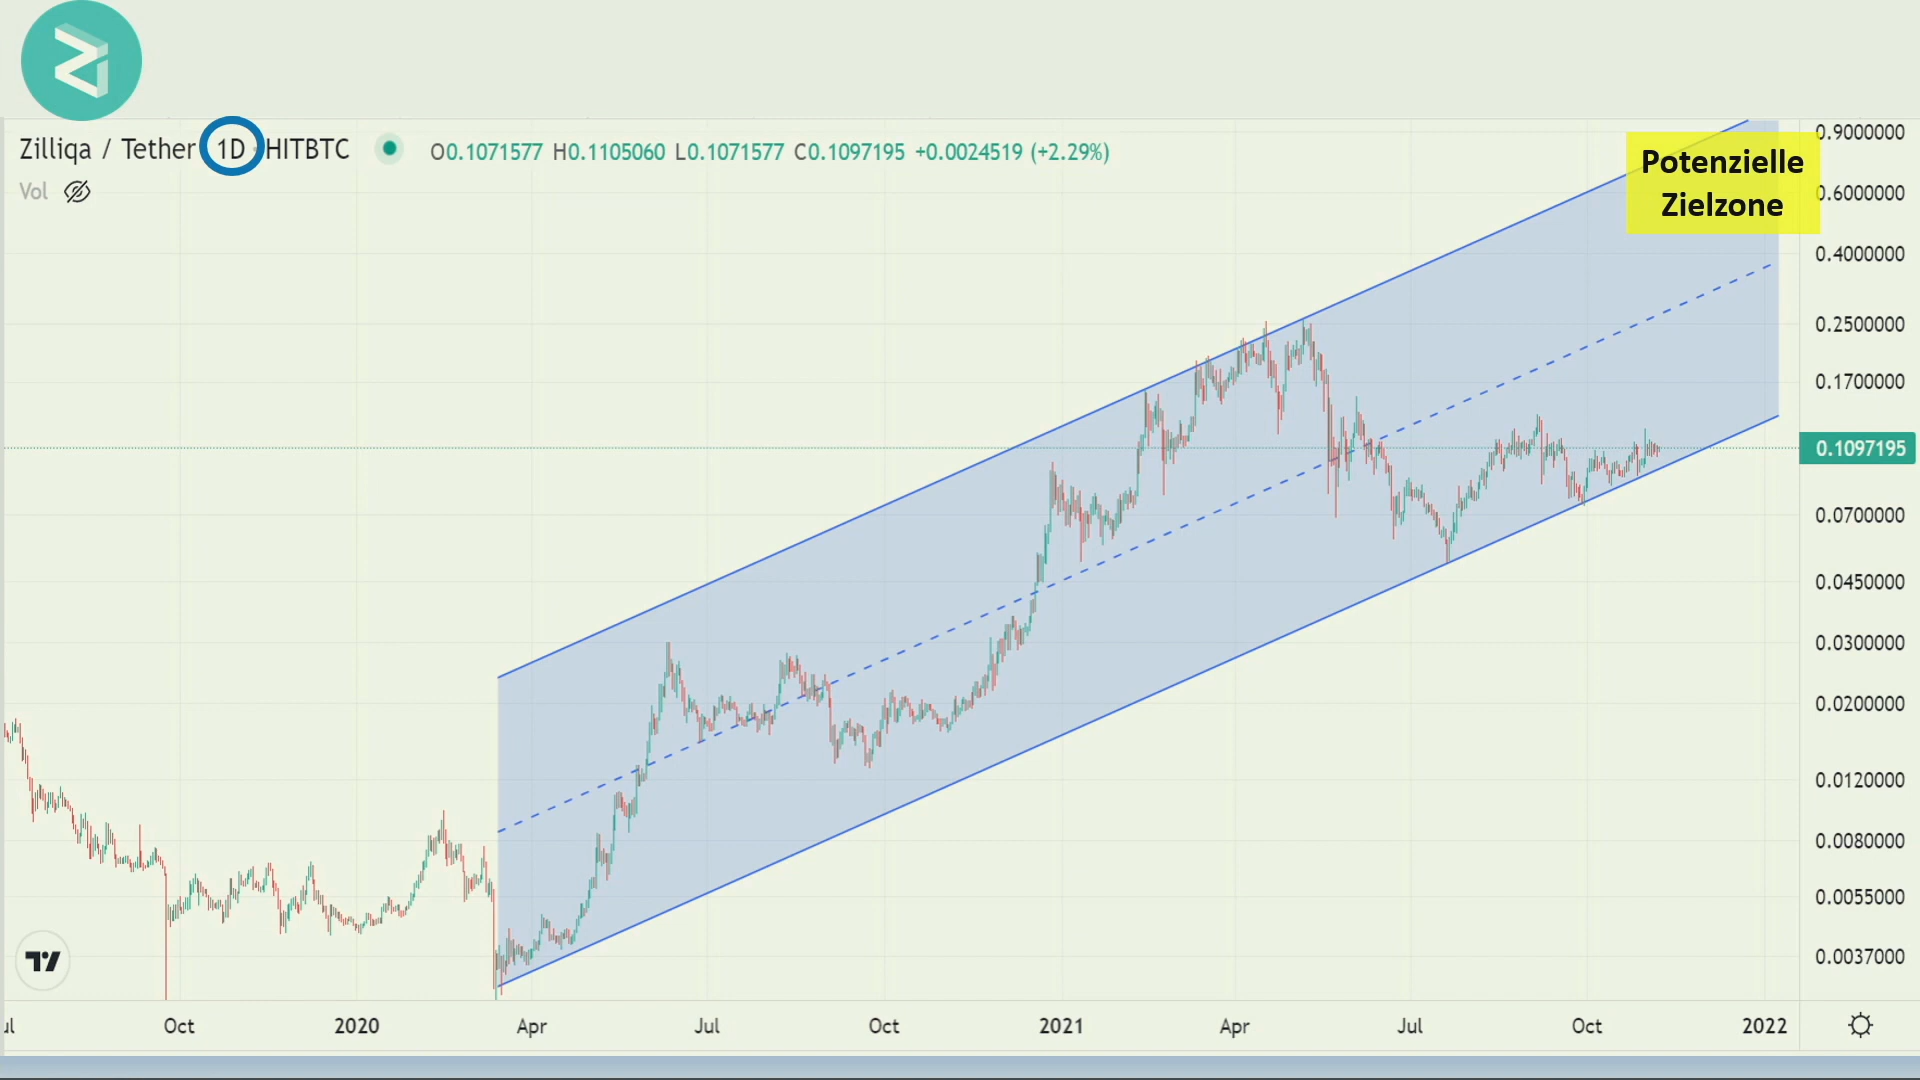 Zilliqa / Tether 1D · HITBTC O0.1071577 H0.1105060 L0.1071577 C0.1097195 +0.0024519 (+2.29%)
Vol
Potenzielle
Zielzone
0.9000000
0.6000000
0.4000000
0.2500000
0.1700000
0.1097195
0.0700000
0.0450000
0.0300000
0.0200000
0.0120000
0.0080000
0.0055000
0.0037000
ul Oct 2020 Apr Jul Oct 2021 Apr Jul Oct 2022